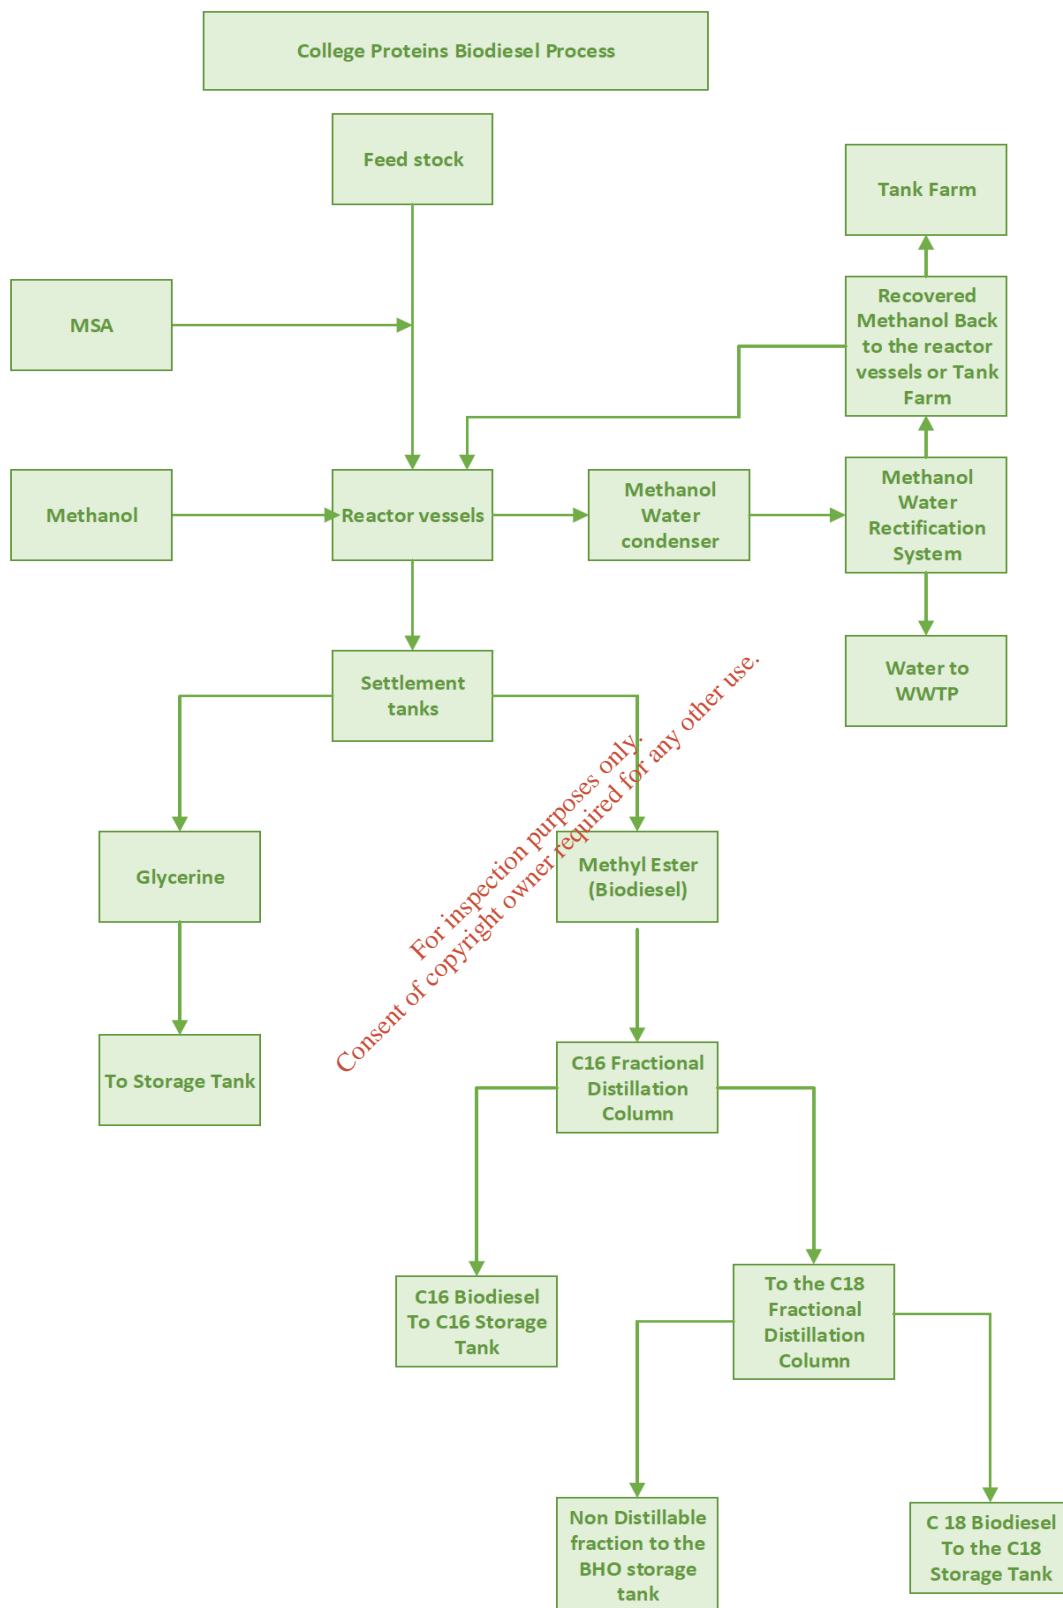 College Proteins Biodiesel Process
Feed stock
Tank Farm
MSA
Recovered
Methanol Back
to the reactor
vessels or Tank
Farm
Methanol
Reactor vessels
Methanol
Water
condenser
Methanol
Water
Rectification
System
Settlement
tanks
Water to
WWTP
For inspection purposes only.
Consent of copyright owner required for any other use.
Glycerine
Methyl Ester
(Biodiesel)
To Storage Tank
C16 Fractional
Distillation
Column
C16 Biodiesel
To C16 Storage
Tank
To the C18
Fractional
Distillation
Column
Non Distillable
fraction to the
BHO storage
tank
C 18 Biodiesel
To the C18
Storage Tank